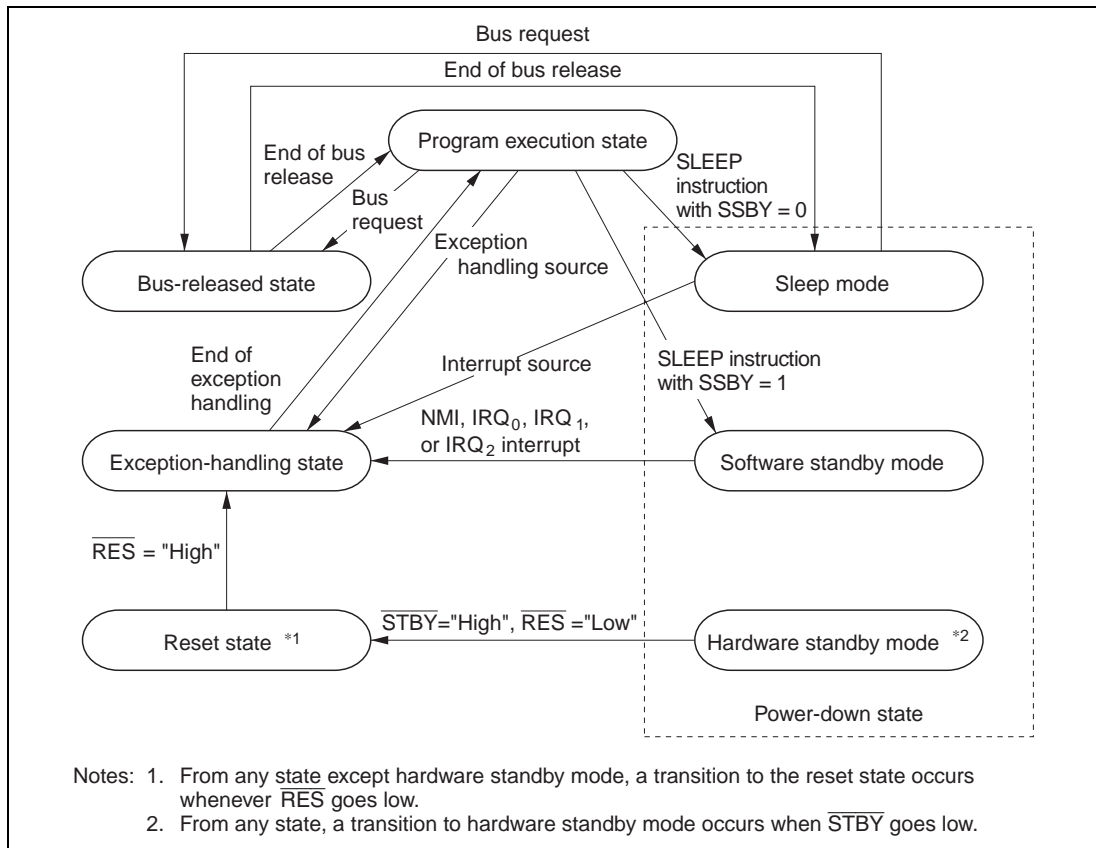 Bus request
End of bus release
Program execution state
End of bus
release
Bus
request
SLEEP
instruction
with SSBY = 0
Exception
handling source
Bus-released state
Sleep mode
End of
exception
handling
Interrupt source
SLEEP instruction
with SSBY = 1
NMI, IRQ0, IRQ1,
or IRQ2 interrupt
Exception-handling state
Software standby mode
R̅E̅S̅ = "High"
S̅T̅B̅Y̅="High", R̅E̅S̅ ="Low"
Reset state *1
Hardware standby mode *2
Power-down state
Notes: 1. From any state except hardware standby mode, a transition to the reset state occurs
whenever R̅E̅S̅ goes low.
2. From any state, a transition to hardware standby mode occurs when S̅T̅B̅Y̅ goes low.